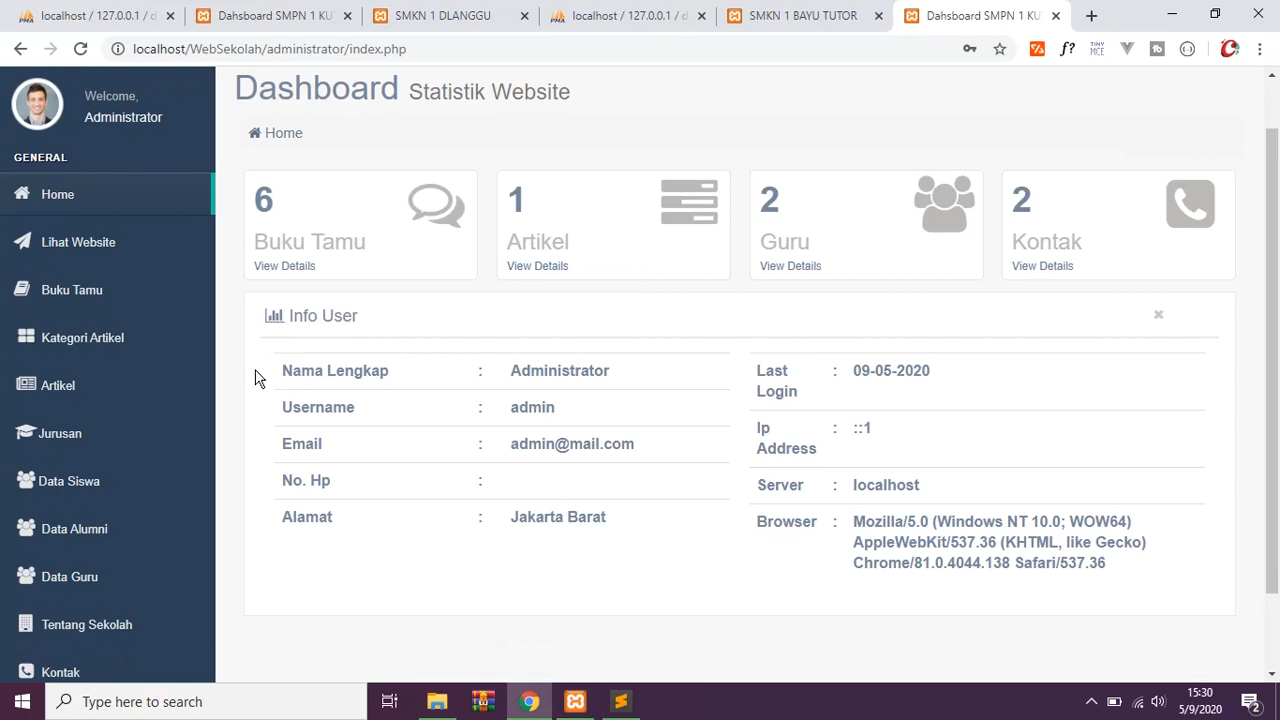 localhost / 127.0.0.1 / d
Dahsboard SMPN 1 KU
SMKN 1 DLANGGU
localhost / 127.0.0.1 / d
SMKN 1 BAYU TUTOR
Dahsboard SMPN 1 KU
localhost/WebSekolah/administrator/index.php
Welcome,
Administrator
GENERAL
Home
Lihat Website
Buku Tamu
Kategori Artikel
Artikel
Jurusan
Data Siswa
Data Alumni
Data Guru
Tentang Sekolah
Kontak
Dashboard Statistik Website
Home
6
Buku Tamu
View Details
1
Artikel
View Details
2
Guru
View Details
2
Kontak
View Details
Info User
Nama Lengkap : Administrator
Username : admin
Email : admin@mail.com
No. Hp :
Alamat : Jakarta Barat
Last Login : 09-05-2020
Ip Address : ::1
Server : localhost
Browser : Mozilla/5.0 (Windows NT 10.0; WOW64)
AppleWebKit/537.36 (KHTML, like Gecko)
Chrome/81.0.4044.138 Safari/537.36
Type here to search
15:30
5/9/2020
2